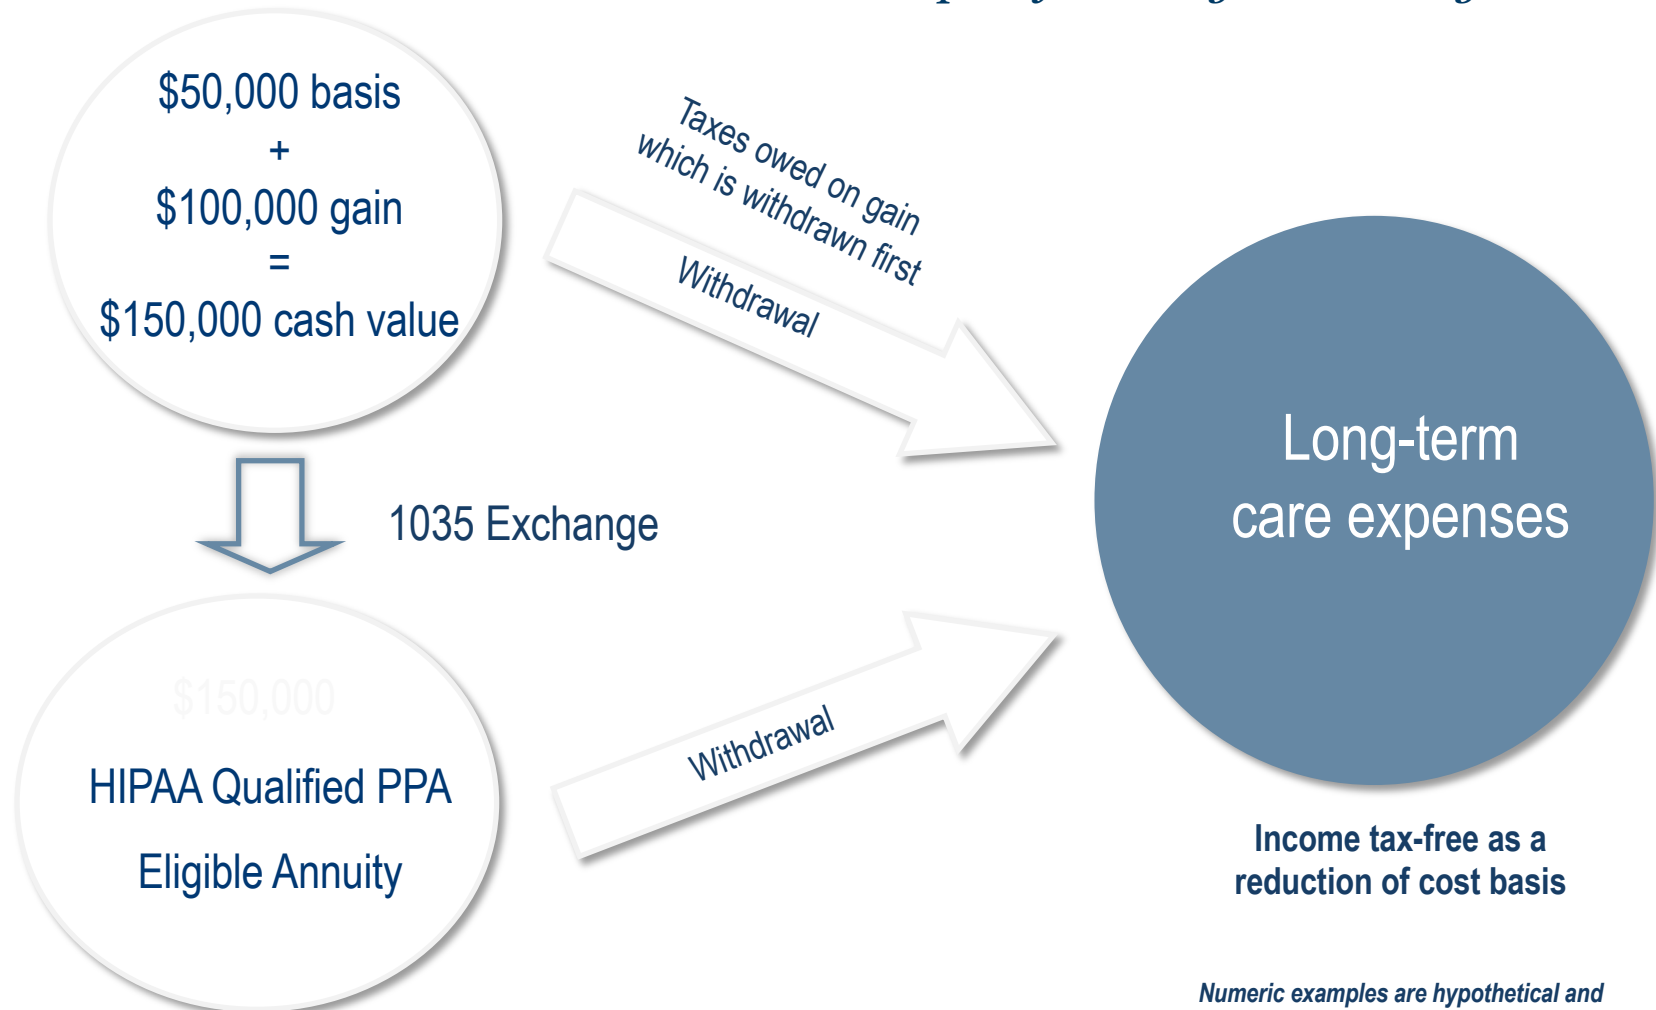 $50,000 basis
+
$100,000 gain
=
$150,000 cash value
Taxes owed on gain
which is withdrawn first
Withdrawal
Long-term
care expenses
1035 Exchange
$150,000
HIPAA Qualified PPA
Eligible Annuity
Withdrawal
Income tax-free as a
reduction of cost basis
Numeric examples are hypothetical and